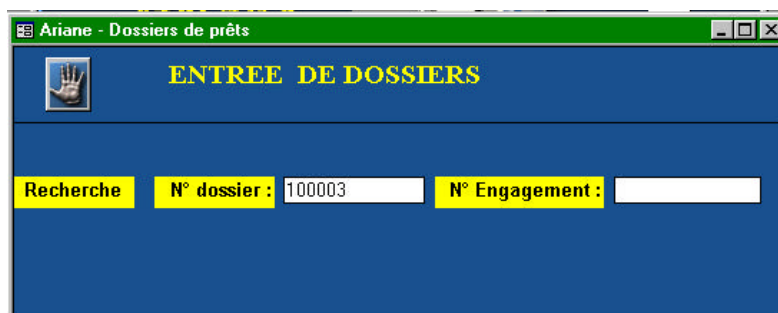 Ariane - Dossiers de prêts
ENTREE DE DOSSIERS
Recherche N° dossier : 100003 N° Engagement :